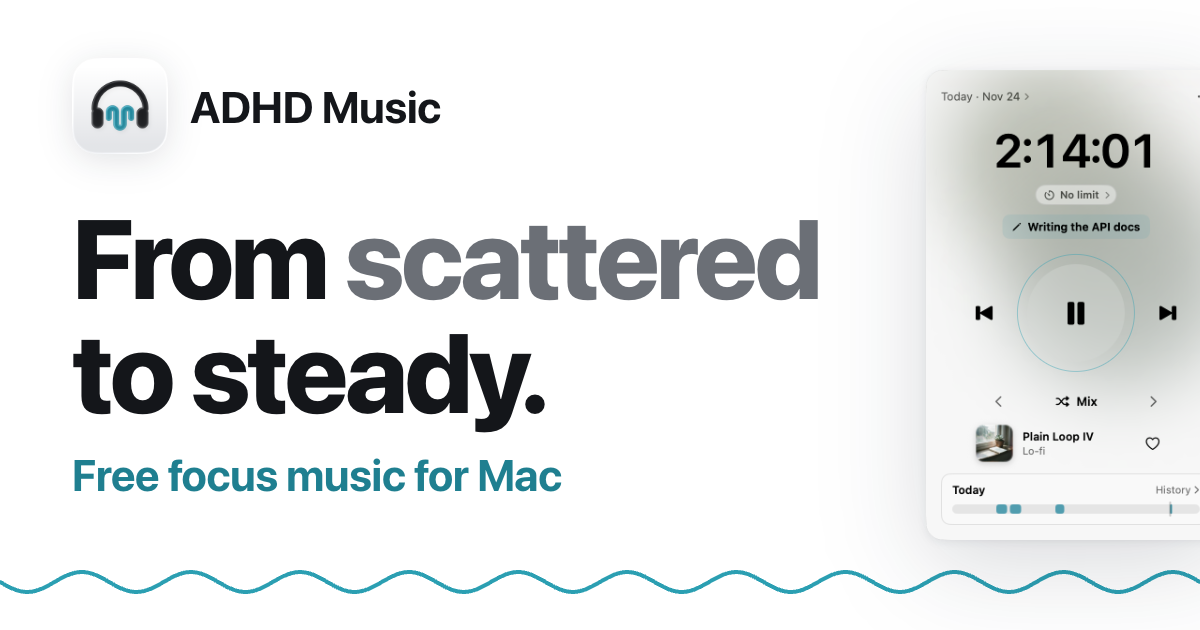 ADHD Music
From scattered
to steady.
Free focus music for Mac
Today · Nov 24 >
2:14:01
No limit >
Writing the API docs
Mix
Plain Loop IV
Lo-fi
Today
History >